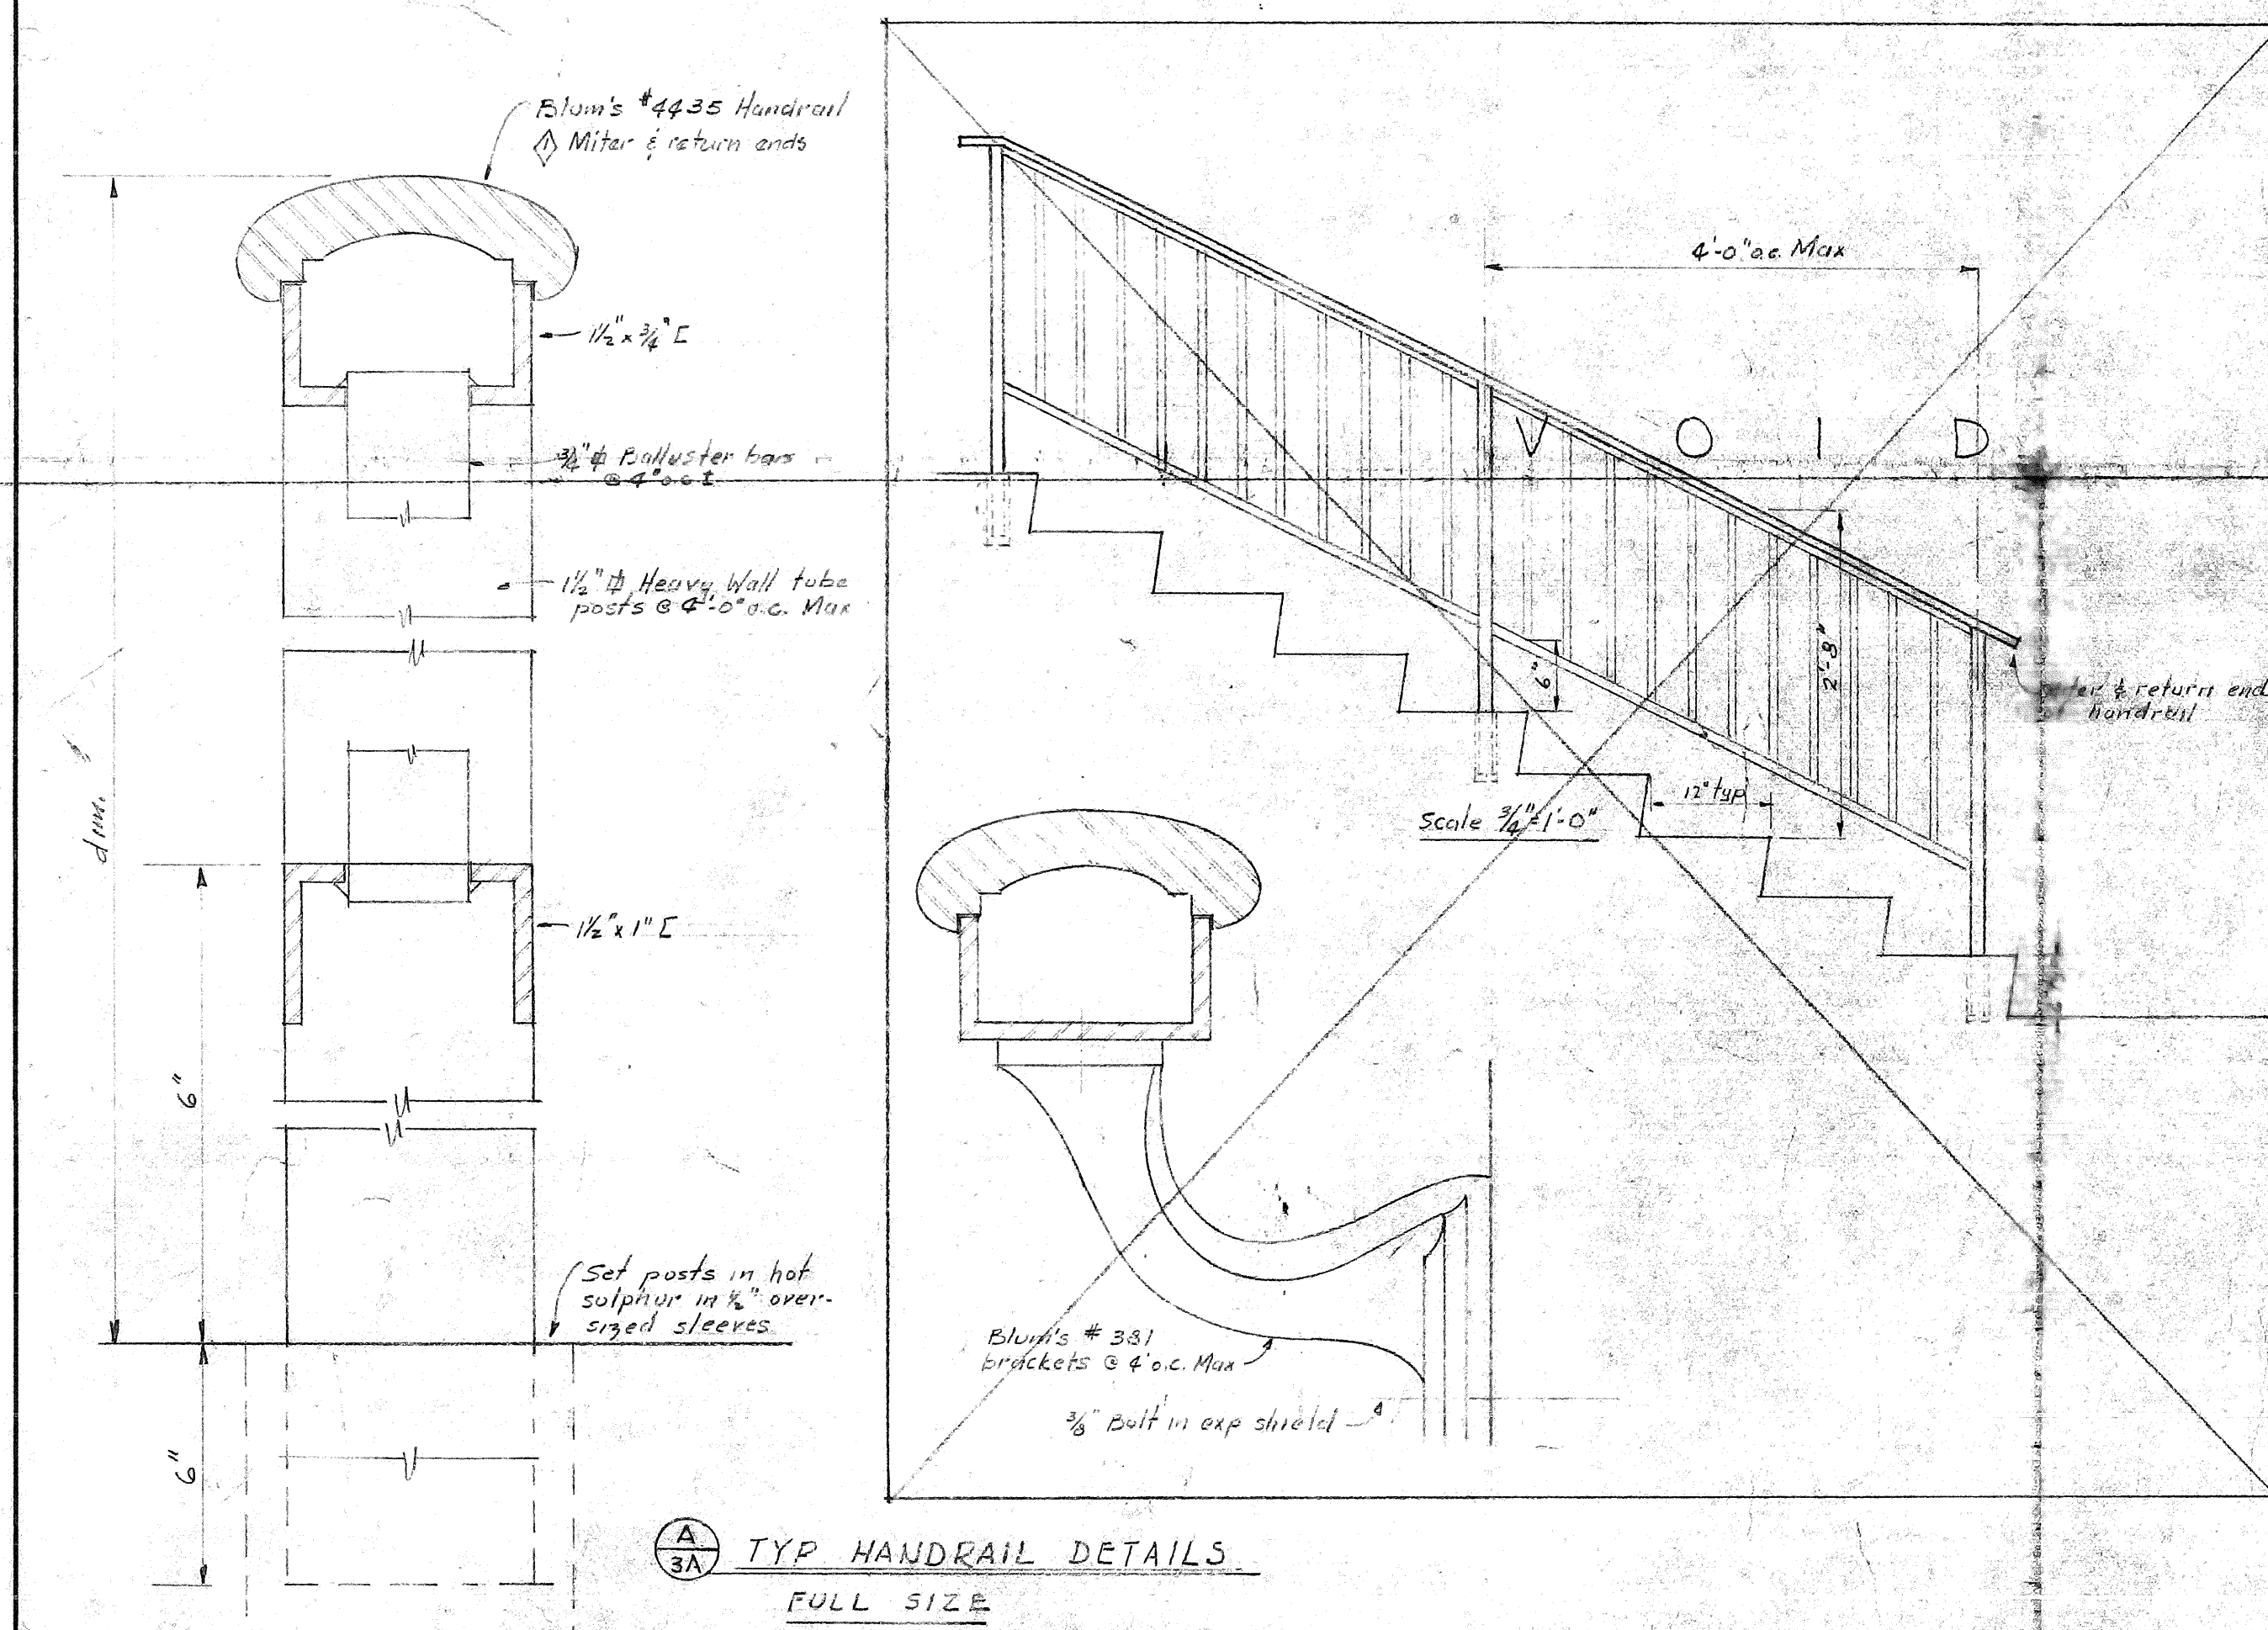 Blum's #4435 Handrail
1 Miter & return ends
1½" x ¾" [
¾" ⌷ Balluster bars
@ 4" o.c. ±
1½" ⌷ Heavy Wall tube
posts @ 4'-0" o.c. Max
dim.
1½" x 1" [
6"
Set posts in hot
sulphur in ½" over-
sized sleeves
6"
4'-0" o.c. Max
V O I D
6"
2'-8"
& return end
handrail
12" typ
Scale ¾" = 1'-0"
Blum's # 381
brackets @ 4' o.c. Max
⅜" Bolt in exp shield
A
3A
TYP HANDRAIL DETAILS
FULL SIZE